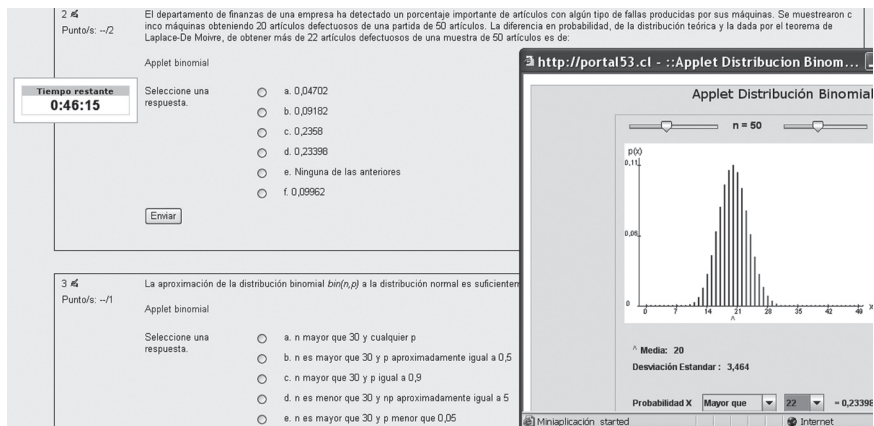 2
Punto/s: --/2
El departamento de finanzas de una empresa ha detectado un porcentaje importante de artículos con algún tipo de fallas producidas por sus máquinas. Se muestrearon c
inco máquinas obteniendo 20 artículos defectuosos de una partida de 50 artículos. La diferencia en probabilidad, de la distribución teórica y la dada por el teorema de
Laplace-De Moivre, de obtener más de 22 artículos defectuosos de una muestra de 50 artículos es de:
Applet binomial
Tiempo restante
0:46:15
Seleccione una
respuesta.
a. 0,04702
b. 0,09182
c. 0,2358
d. 0,23398
e. Ninguna de las anteriores
f. 0,09962
Enviar
3
Punto/s: --/1
La aproximación de la distribución binomial bin(n,p) a la distribución normal es suficientem
Applet binomial
Seleccione una
respuesta.
a. n mayor que 30 y cualquier p
b. n es mayor que 30 y p aproximadamente igual a 0,5
c. n mayor que 30 y p igual a 0,9
d. n es menor que 30 y np aproximadamente igual a 5
e. n es mayor que 30 y p menor que 0,05
http://portal53.cl - ::Applet Distribucion Binom...
Applet Distribución Binomial
n = 50
p(x)
0,11
0 7 14 21 28 35 42 49 x
^
^ Media: 20
Desviación Estandar : 3,464
Probabilidad X Mayor que 22 = 0,23398
Miniaplicación started Internet